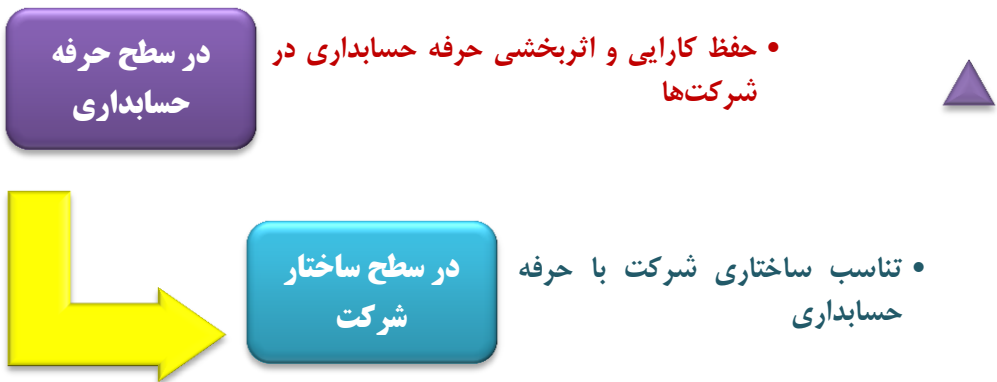 در سطح حرفه
حسابداری
• حفظ کارایی و اثربخشی حرفه حسابداری در
شرکت‌ها
در سطح ساختار
شرکت
• تناسب ساختاری شرکت با حرفه
حسابداری